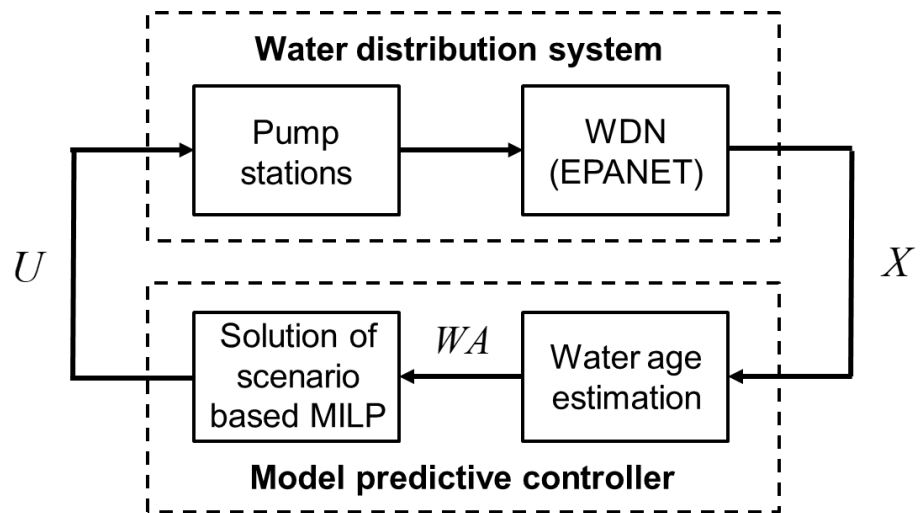 Water distribution system
Pump
stations
WDN
(EPANET)
U
X
Solution of
scenario
based MILP
WA
Water age
estimation
Model predictive controller